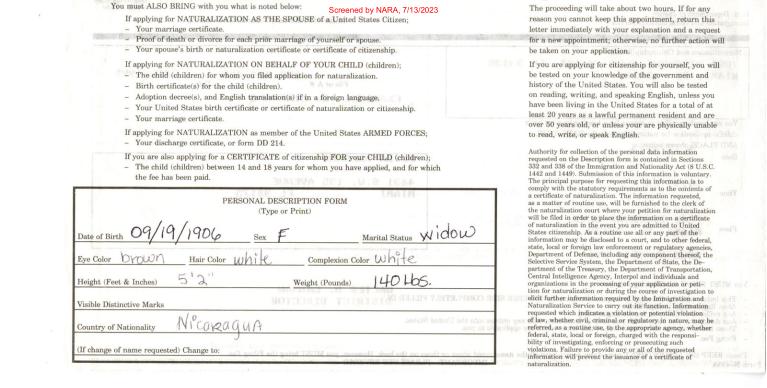 Screened by NARA, 7/13/2023
You must ALSO BRING with you what is noted below:
If applying for NATURALIZATION AS THE SPOUSE of a United States Citizen;
– Your marriage certificate.
– Proof of death or divorce for each prior marriage of yourself or spouse.
– Your spouse's birth or naturalization certificate or certificate of citizenship.
If applying for NATURALIZATION ON BEHALF OF YOUR CHILD (children);
– The child (children) for whom you filed application for naturalization.
– Birth certificate(s) for the child (children).
– Adoption decree(s), and English translation(s) if in a foreign language.
– Your United States birth certificate or certificate of naturalization or citizenship.
– Your marriage certificate.
If applying for NATURALIZATION as member of the United States ARMED FORCES;
– Your discharge certificate, or form DD 214.
If you are also applying for a CERTIFICATE of citizenship FOR your CHILD (children);
– The child (children) between 14 and 18 years for whom you have applied, and for which
the fee has been paid.
PERSONAL DESCRIPTION FORM
(Type or Print)
Date of Birth 09/19/1906 Sex F Marital Status widow
Eye Color brown Hair Color white Complexion Color white
Height (Feet & Inches) 5'2" Weight (Pounds) 140 Lbs.
Visible Distinctive Marks
Country of Nationality Nicaragua
(If change of name requested) Change to:
The proceeding will take about two hours. If for any
reason you cannot keep this appointment, return this
letter immediately with your explanation and a request
for a new appointment; otherwise, no further action will
be taken on your application.
If you are applying for citizenship for yourself, you will
be tested on your knowledge of the government and
history of the United States. You will also be tested
on reading, writing, and speaking English, unless you
have been living in the United States for a total of at
least 20 years as a lawful permanent resident and are
over 50 years old, or unless your are physically unable
to read, write, or speak English.
Authority for collection of the personal data information
requested on the Description form is contained in Sections
332 and 338 of the Immigration and Nationality Act (8 U.S.C.
1442 and 1449). Submission of this information is voluntary.
The principal purpose for requesting this information is to
comply with the statutory requirements as to the contents of
a certificate of naturalization. The information requested,
as a matter of routine use, will be furnished to the clerk of
the naturalization court where your petition for naturalization
will be filed in order to place the information on a certificate
of naturalization in the event you are admitted to United
States citizenship. As a routine use all or any part of the
information may be disclosed to a court, and to other federal,
state, local or foreign law enforcement or regulatory agencies,
Department of Defense, including any component thereof, the
Selective Service System, the Department of State, the De-
partment of the Treasury, the Department of Transportation,
Central Intelligence Agency, Interpol and individuals and
organizations in the processing of your application or peti-
tion for naturalization or during the course of investigation to
elicit further information required by the Immigration and
Naturalization Service to carry out its function. Information
requested which indicates a violation or potential violation
of law, whether civil, criminal or regulatory in nature, may be
referred, as a routine use, to the appropriate agency, whether
federal, state, local or foreign, charged with the responsi-
bility of investigating, enforcing or prosecuting such
violations. Failure to provide any or all of the requested
information will prevent the issuance of a certificate of
naturalization.